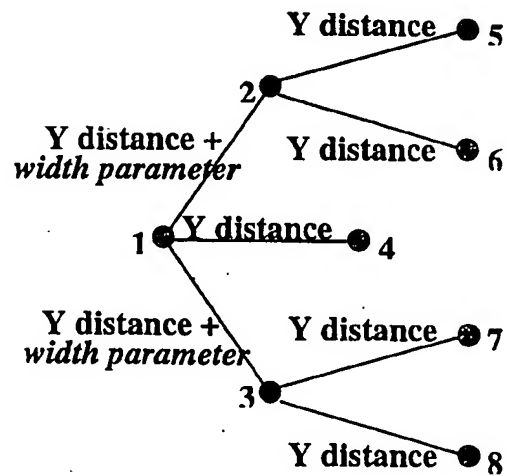 Y distance 5
2
Y distance 6
Y distance +
width parameter
1 Y distance 4
Y distance +
width parameter
Y distance 7
3
Y distance 8